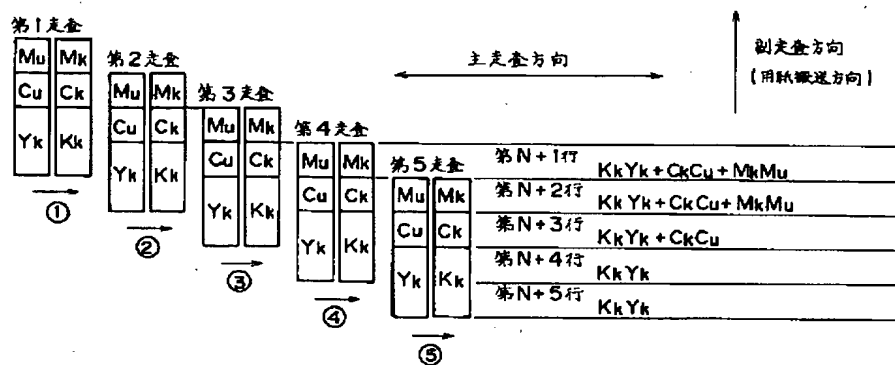 第1走査
Mu Mk
Cu Ck
Yk Kk
①
第2走査
Mu Mk
Cu Ck
Yk Kk
②
第3走査
Mu Mk
Cu Ck
Yk Kk
③
第4走査
Mu Mk
Cu Ck
Yk Kk
④
第5走査
Mu Mk
Cu Ck
Yk Kk
⑤
主走査方向
副走査方向
(用紙搬送方向)
第N+1行 KkYk+CkCu+MkMu
第N+2行 KkYk+CkCu+MkMu
第N+3行 KkYk+CkCu
第N+4行 KkYk
第N+5行 KkYk